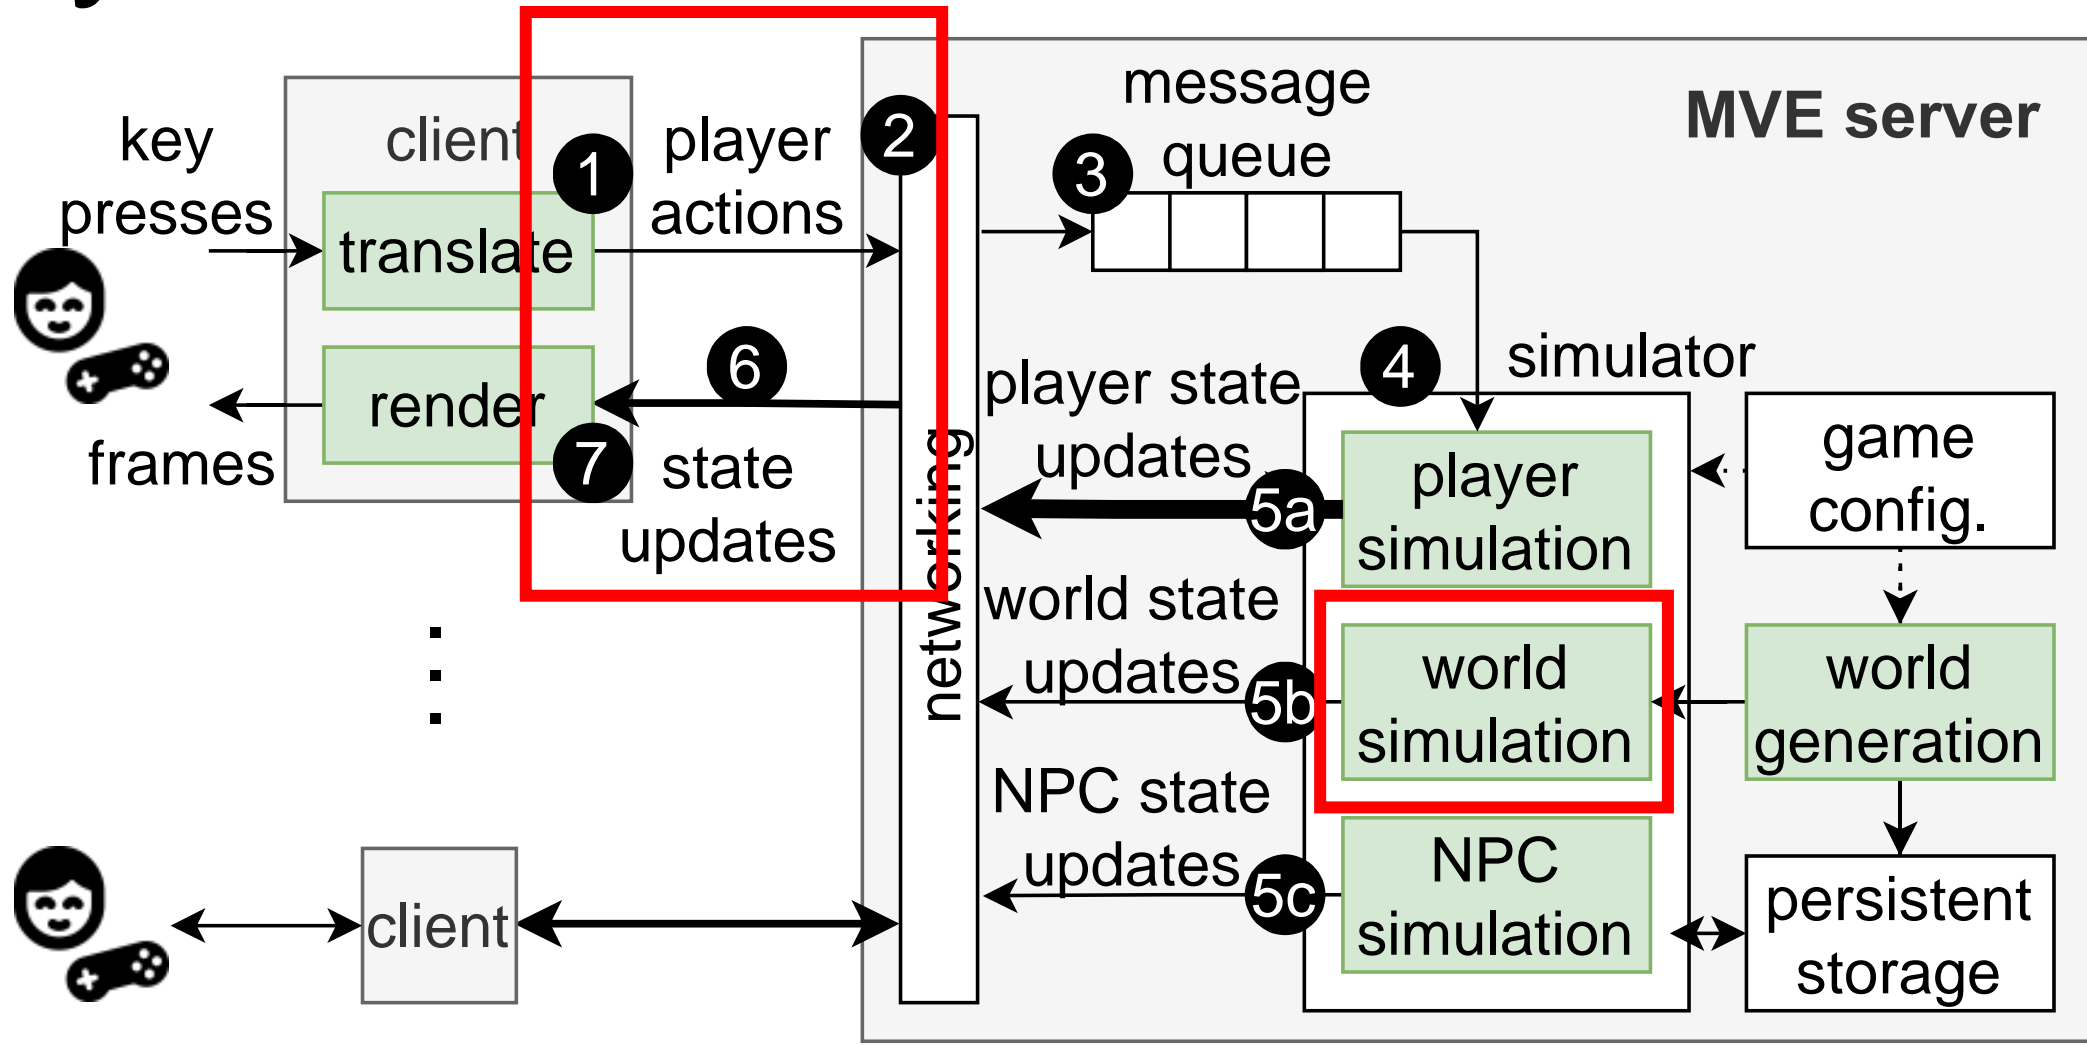 key
presses
client
1
translate
player
actions
2
message
queue
3
MVE server
render
frames
6
7
state
updates
networking
player state
updates
5a
4
simulator
player
simulation
game
config.
world state
updates
5b
world
simulation
world
generation
NPC state
updates
5c
NPC
simulation
persistent
storage
client